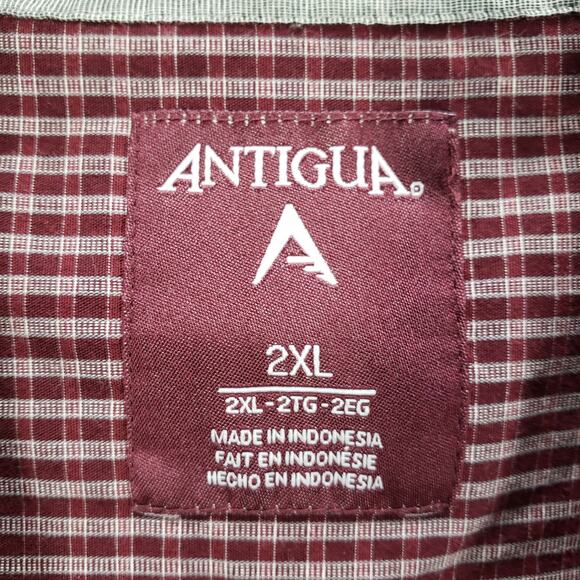 ANTIGUA
2XL
2XL-2TG-2EG
MADE IN INDONESIA
FAIT EN INDONÉSIE
HECHO EN INDONESIA